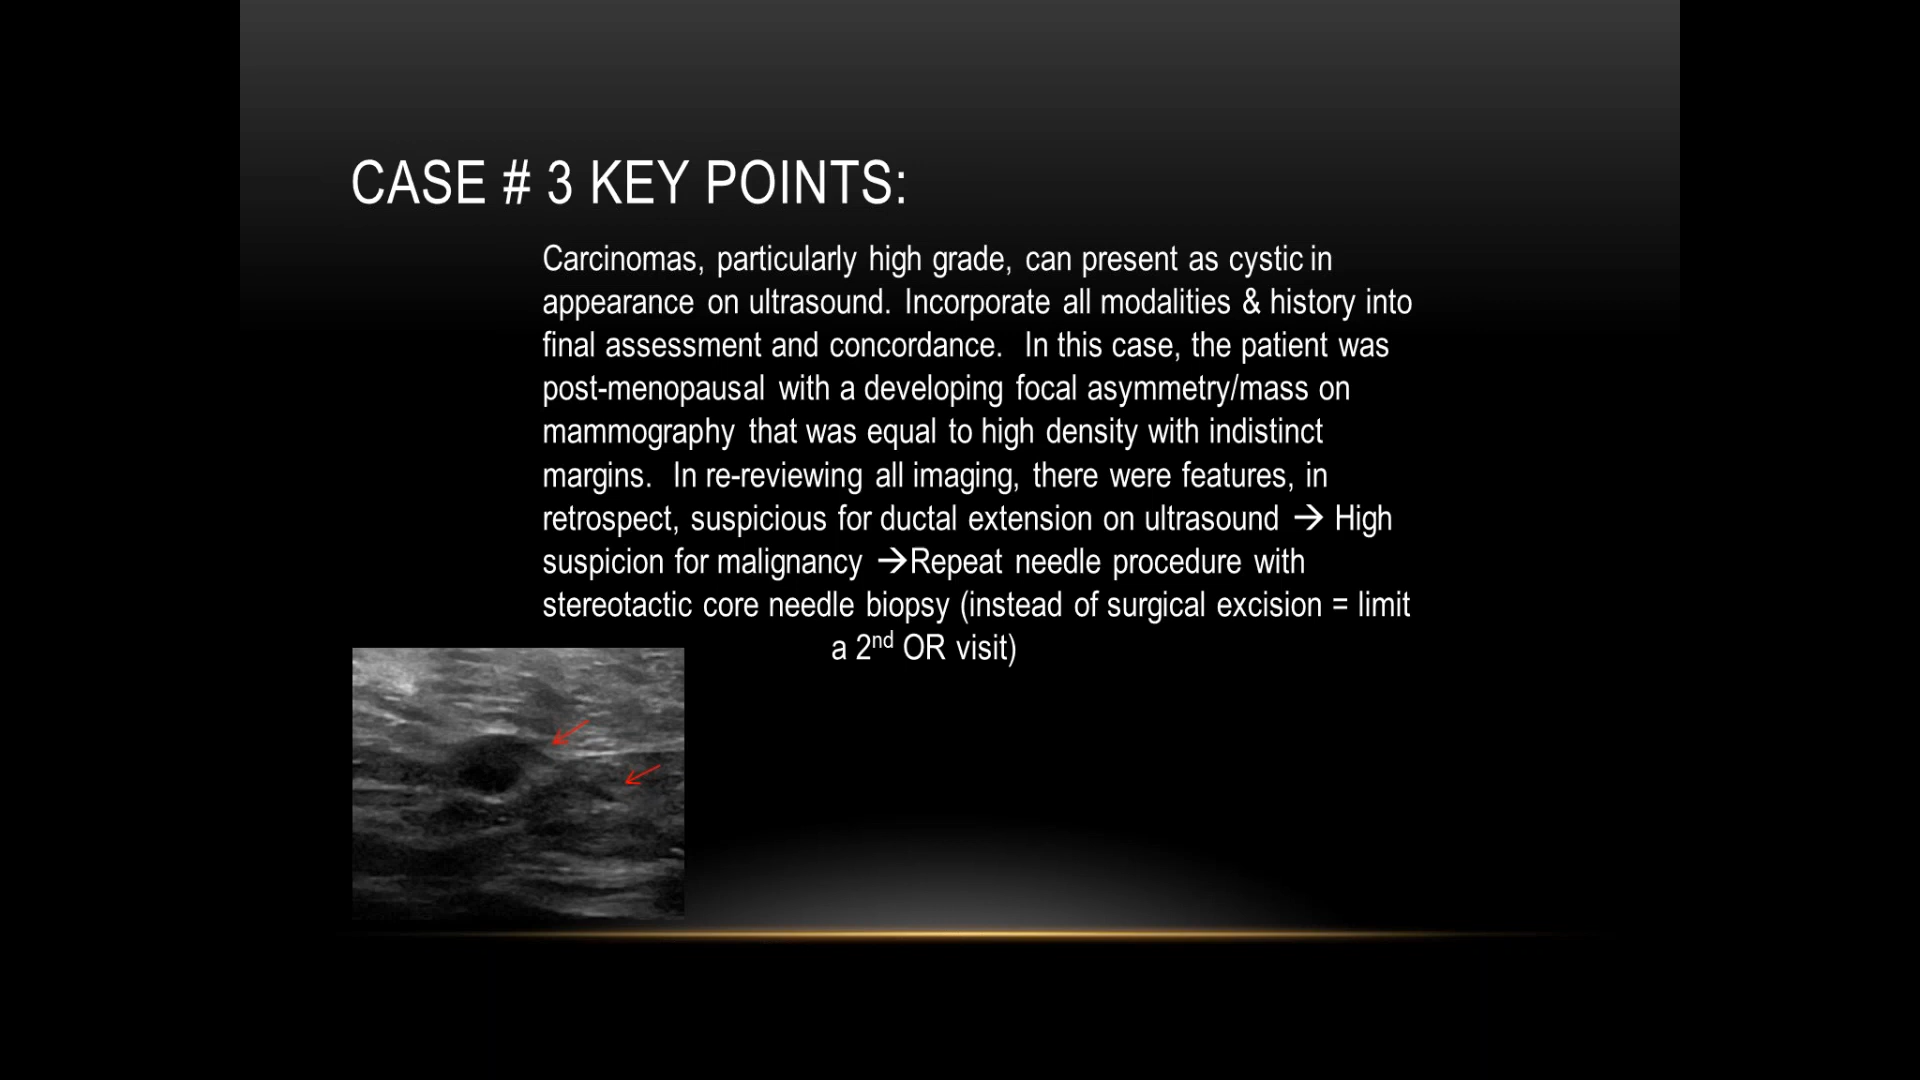 CASE # 3 KEY POINTS:
Carcinomas, particularly high grade, can present as cystic in
appearance on ultrasound. Incorporate all modalities & history into
final assessment and concordance. In this case, the patient was
post-menopausal with a developing focal asymmetry/mass on
mammography that was equal to high density with indistinct
margins. In re-reviewing all imaging, there were features, in
retrospect, suspicious for ductal extension on ultrasound → High
suspicion for malignancy →Repeat needle procedure with
stereotactic core needle biopsy (instead of surgical excision = limit
a 2nd OR visit)